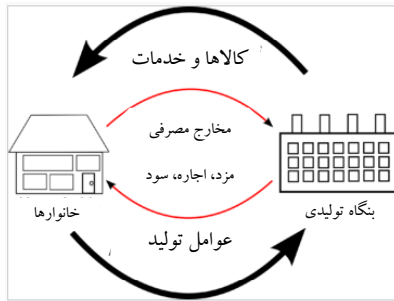 کالاها و خدمات
مخارج مصرفی
مزد، اجاره، سود
خانوارها
بنگاه تولیدی
عوامل تولید